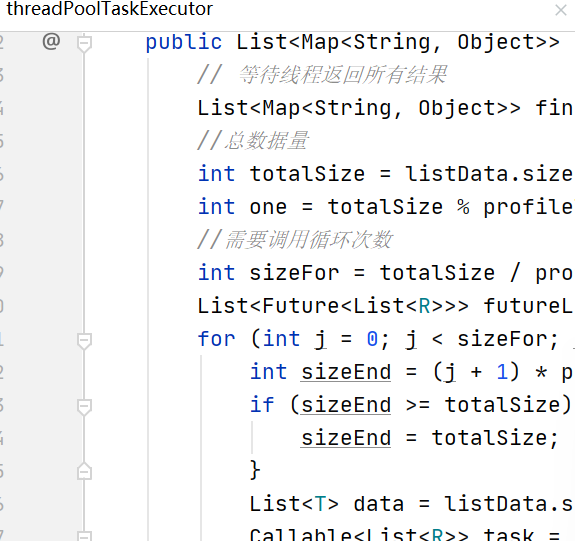 threadPoolTaskExecutor
2 @ public List<Map<String, Object>>
3 // 等待线程返回所有结果
4 List<Map<String, Object>> fin
5 //总数据量
6 int totalSize = listData.size
7 int one = totalSize % profile
8 //需要调用循环次数
9 int sizeFor = totalSize / pro
0 List<Future<List<R>>> futureL
1 for (int j = 0; j < sizeFor;
2 int sizeEnd = (j + 1) * p
3 if (sizeEnd >= totalSize)
4 sizeEnd = totalSize;
5 }
6 List<T> data = listData.s
7 Callable<List<R>> task =